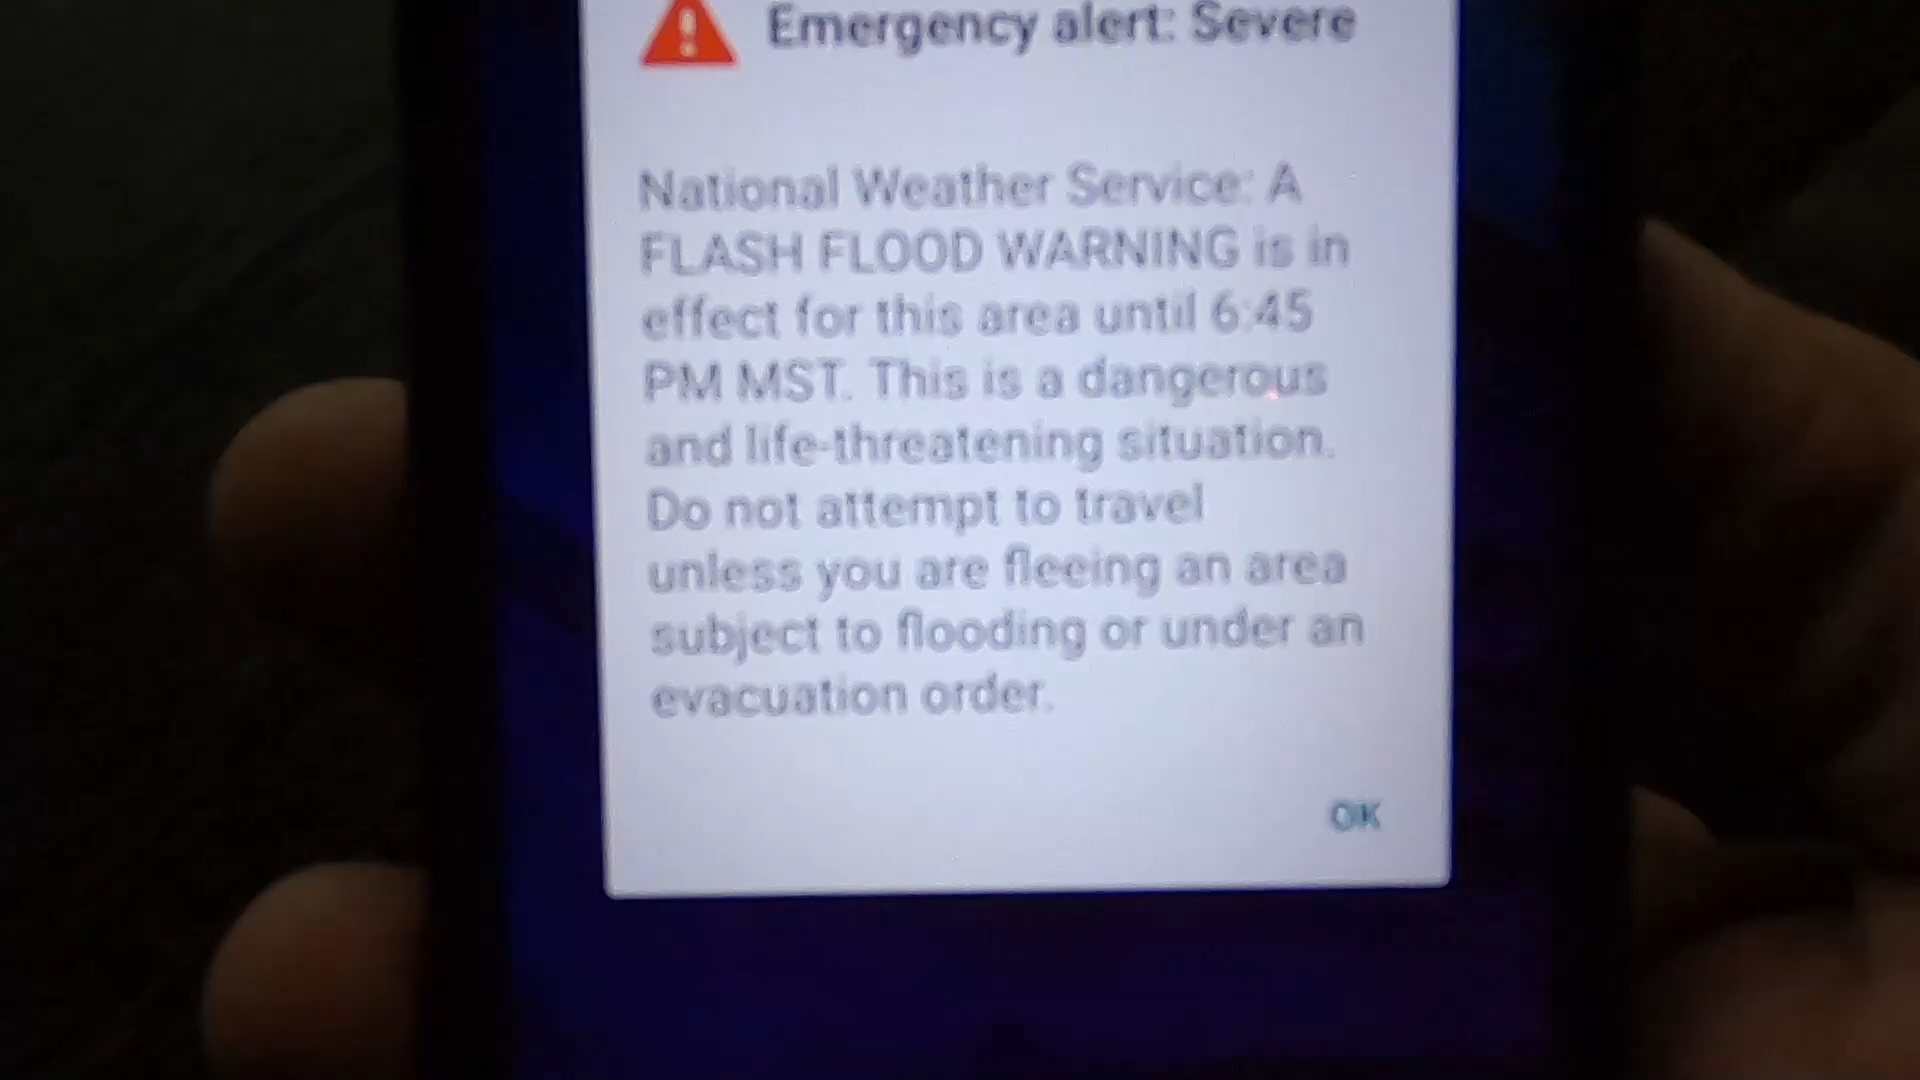 Emergency alert: Severe
National Weather Service: A
FLASH FLOOD WARNING is in
effect for this area until 6:45
PM MST. This is a dangerous
and life-threatening situation.
Do not attempt to travel
unless you are fleeing an area
subject to flooding or under an
evacuation order.
OK